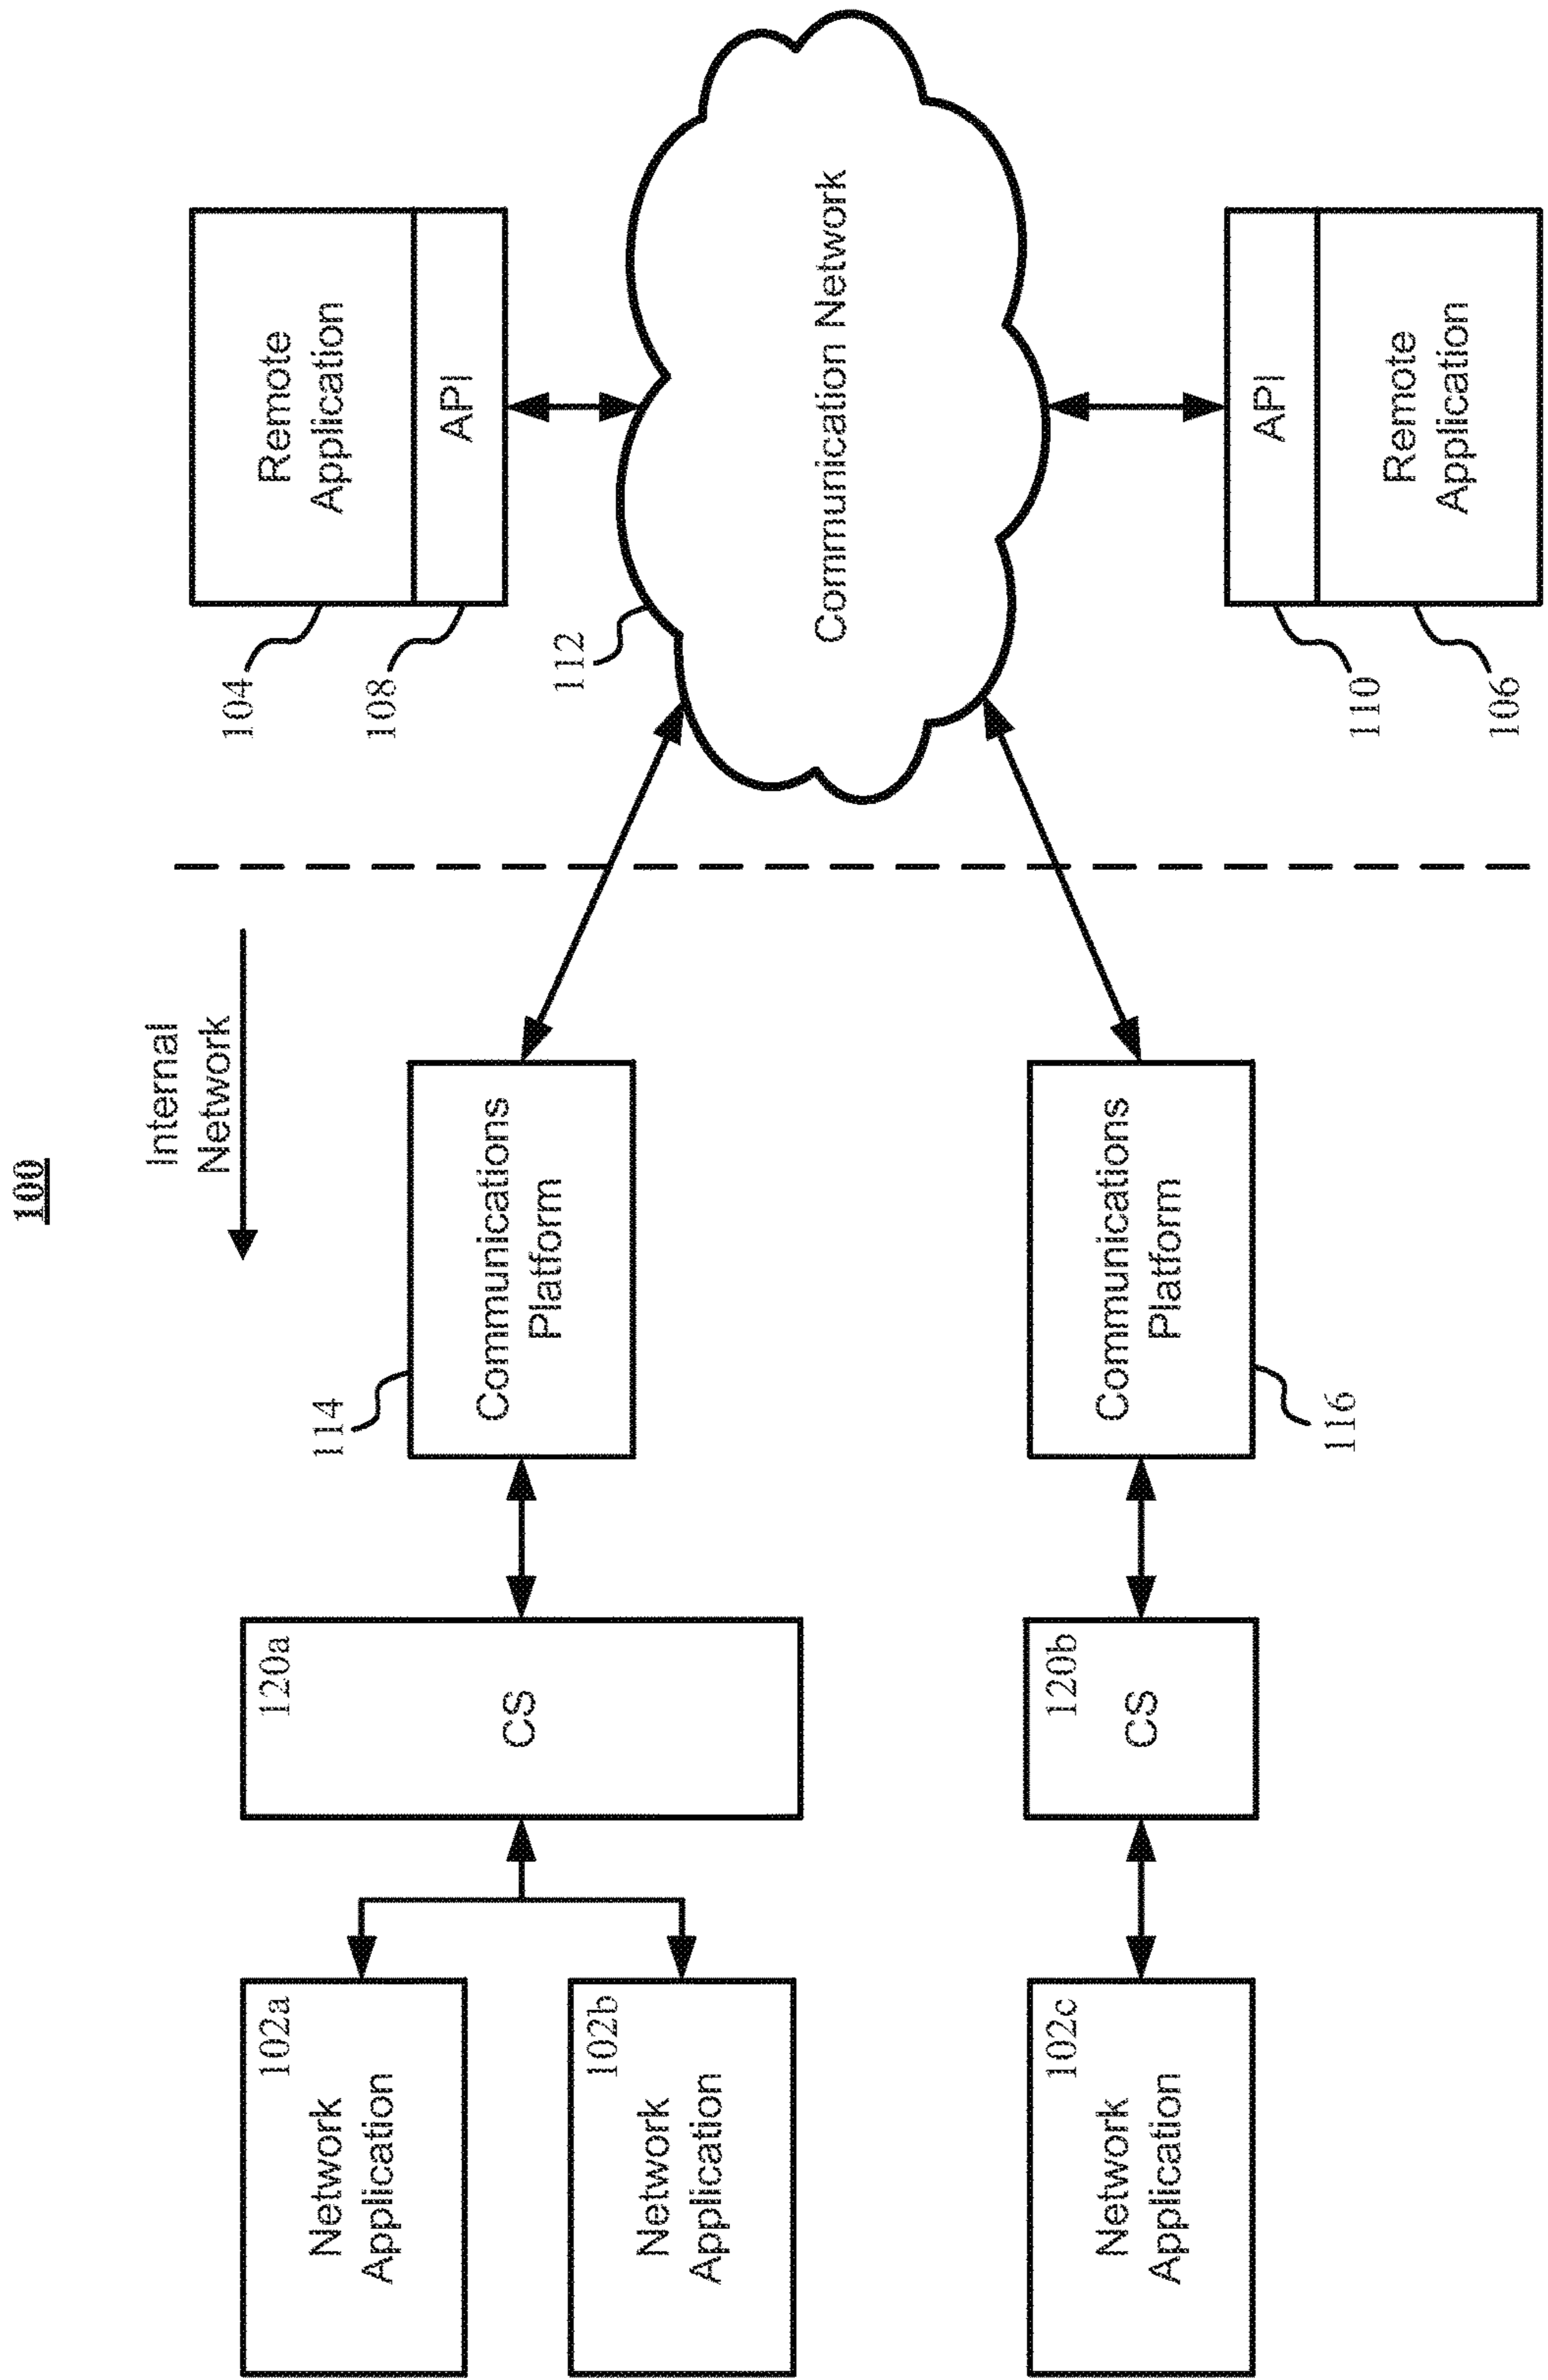 100
Internal
Network
102a
Network
Application
102b
Network
Application
120a
CS
114
Communications
Platform
104
Remote
Application
108
API
112
Communication Network
102c
Network
Application
120b
CS
116
Communications
Platform
110
API
106
Remote
Application